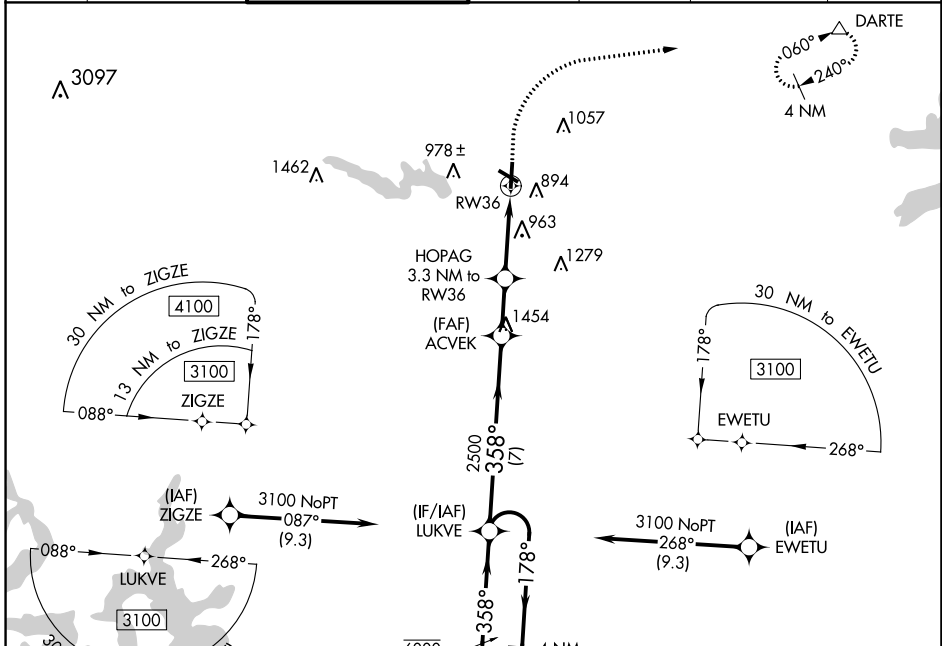 DARTE
060°
240°
4 NM
3097
1057
978 ±
1462
894
RW36
963
HOPAG
3.3 NM to
RW36
1279
(FAF)
ACVEK
1454
30 NM to ZIGZE
4100
13 NM to ZIGZE
178°
3100
ZIGZE
088°
30 NM to EWETU
178°
3100
EWETU
268°
2500
358°
(7)
(IAF)
ZIGZE
3100 NoPT
087°
(9.3)
(IF/IAF)
LUKVE
3100 NoPT
268°
(9.3)
(IAF)
EWETU
088°
268°
LUKVE
3100
358°
178°
4 NM